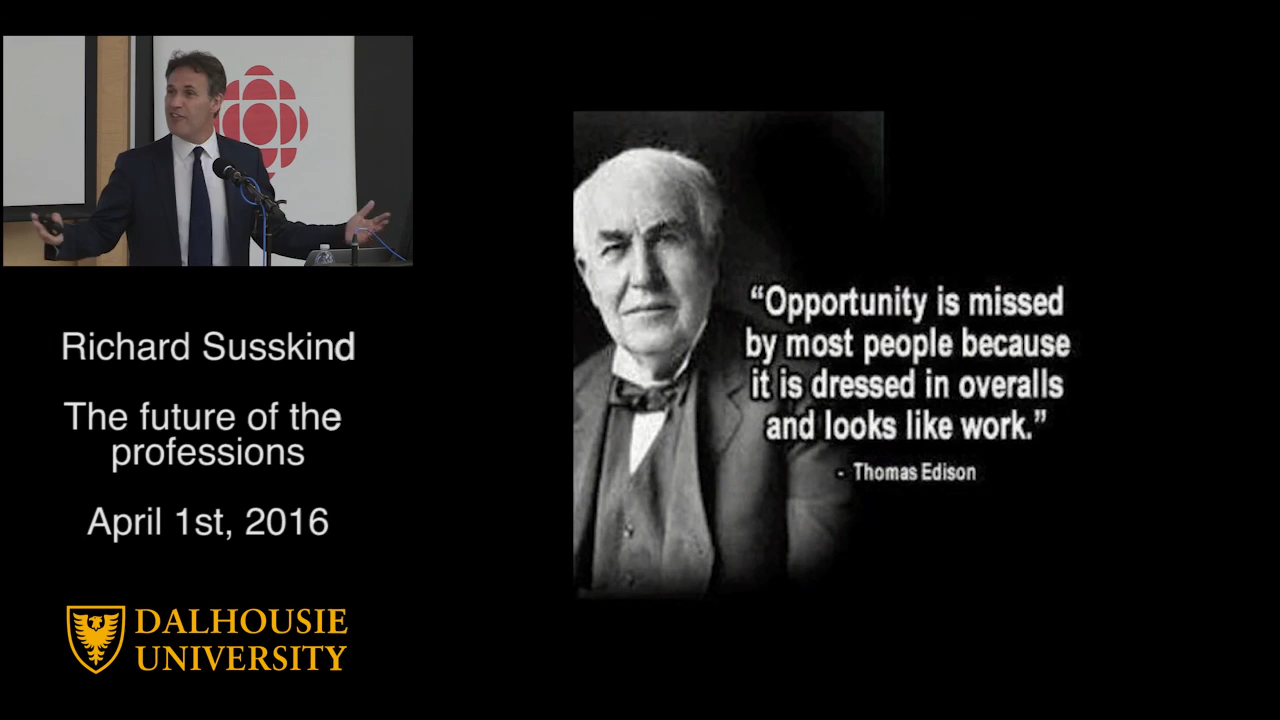 Richard Susskind
The future of the
professions
April 1st, 2016
DALHOUSIE
UNIVERSITY
“Opportunity is missed
by most people because
it is dressed in overalls
and looks like work.”
- Thomas Edison